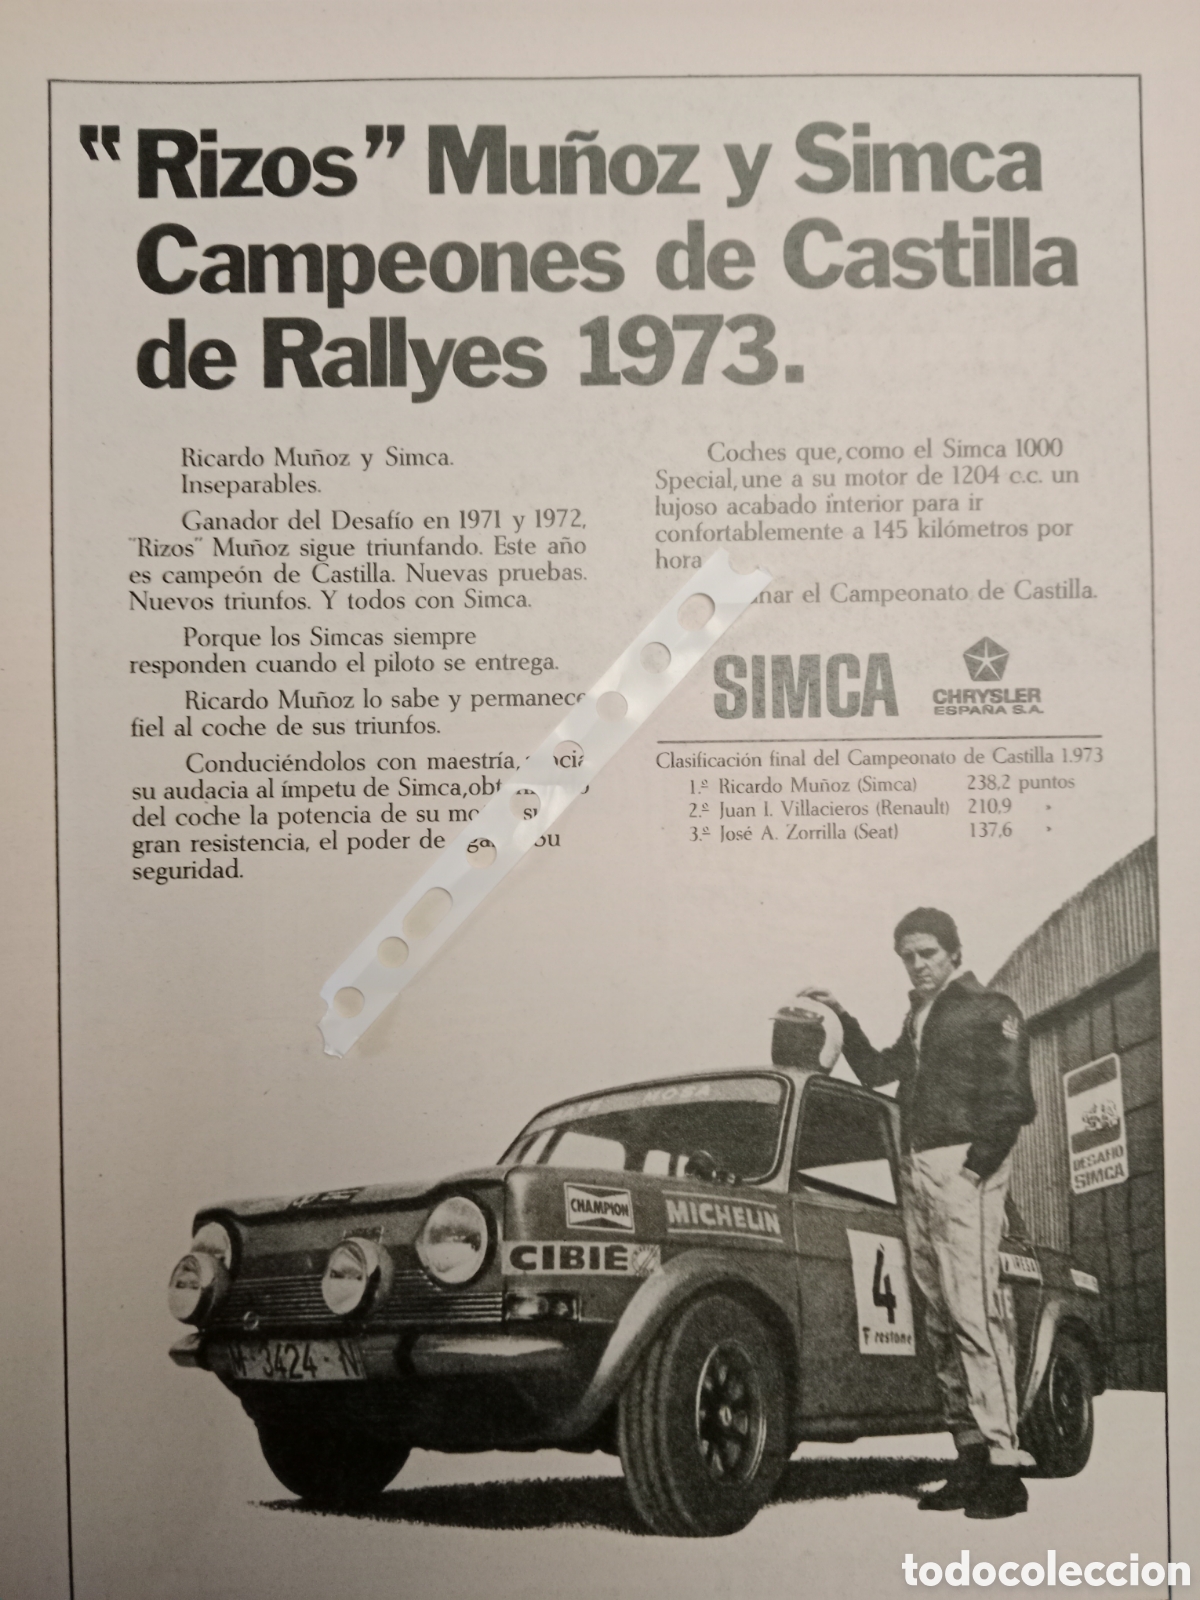 "Rizos" Muñoz y Simca
Campeones de Castilla
de Rallyes 1973.
Ricardo Muñoz y Simca.
Inseparables.
Ganador del Desafío en 1971 y 1972,
"Rizos" Muñoz sigue triunfando. Este año
es campeón de Castilla. Nuevas pruebas.
Nuevos triunfos. Y todos con Simca.
Porque los Simcas siempre
responden cuando el piloto se entrega.
Ricardo Muñoz lo sabe y permanece
fiel al coche de sus triunfos.
Conduciéndolos con maestría,
su audacia al ímpetu de Simca,
del coche la potencia de su su
gran resistencia, el poder de su
seguridad.
Coches que, como el Simca 1000
Special, une a su motor de 1204 c.c. un
lujoso acabado interior para ir
confortablemente a 145 kilómetros por
hora
el Campeonato de Castilla.
SIMCA
CHRYSLER
ESPAÑA S.A.
Clasificación final del Campeonato de Castilla 1.973
1.º Ricardo Muñoz (Simca) 238,2 puntos
2.º Juan I. Villacieros (Renault) 210,9 "
3.º José A. Zorrilla (Seat) 137,6 "
DESAFIO
SIMCA
CHAMPION
MICHELIN
CIBIE
4
Firestone
M-3424-N
todocoleccion